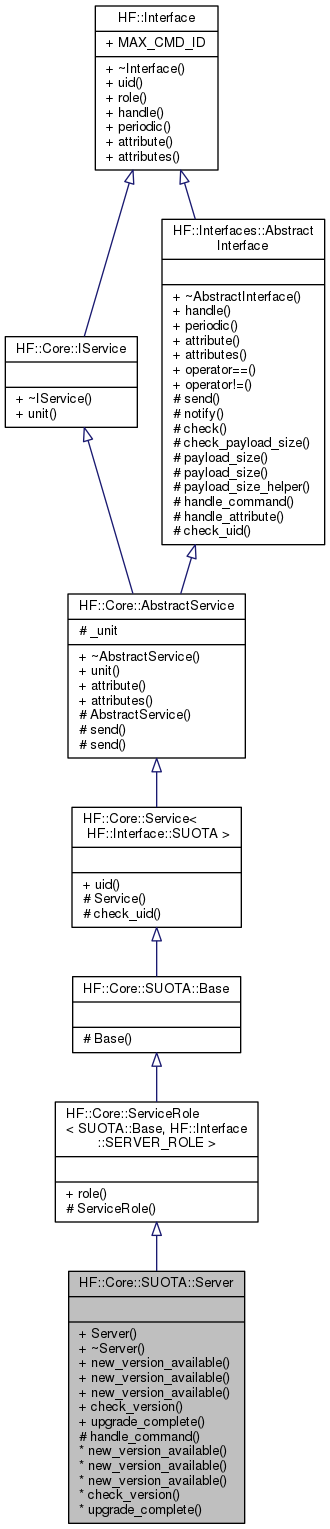 HF::Interface
+ MAX_CMD_ID
+ ~Interface()
+ uid()
+ role()
+ handle()
+ periodic()
+ attribute()
+ attributes()
HF::Interfaces::Abstract
Interface
+ ~AbstractInterface()
+ handle()
+ periodic()
+ attribute()
+ attributes()
+ operator==()
+ operator!=()
# send()
# notify()
# check()
# check_payload_size()
# payload_size()
# payload_size()
# payload_size_helper()
# handle_command()
# handle_attribute()
# check_uid()
HF::Core::IService
+ ~IService()
+ unit()
HF::Core::AbstractService
# _unit
+ ~AbstractService()
+ unit()
+ attribute()
+ attributes()
# AbstractService()
# send()
# send()
HF::Core::Service<
HF::Interface::SUOTA >
+ uid()
# Service()
# check_uid()
HF::Core::SUOTA::Base
# Base()
HF::Core::ServiceRole
< SUOTA::Base, HF::Interface
::SERVER_ROLE >
+ role()
# ServiceRole()
HF::Core::SUOTA::Server
+ Server()
+ ~Server()
+ new_version_available()
+ new_version_available()
+ new_version_available()
+ check_version()
+ upgrade_complete()
# handle_command()
* new_version_available()
* new_version_available()
* new_version_available()
* check_version()
* upgrade_complete()